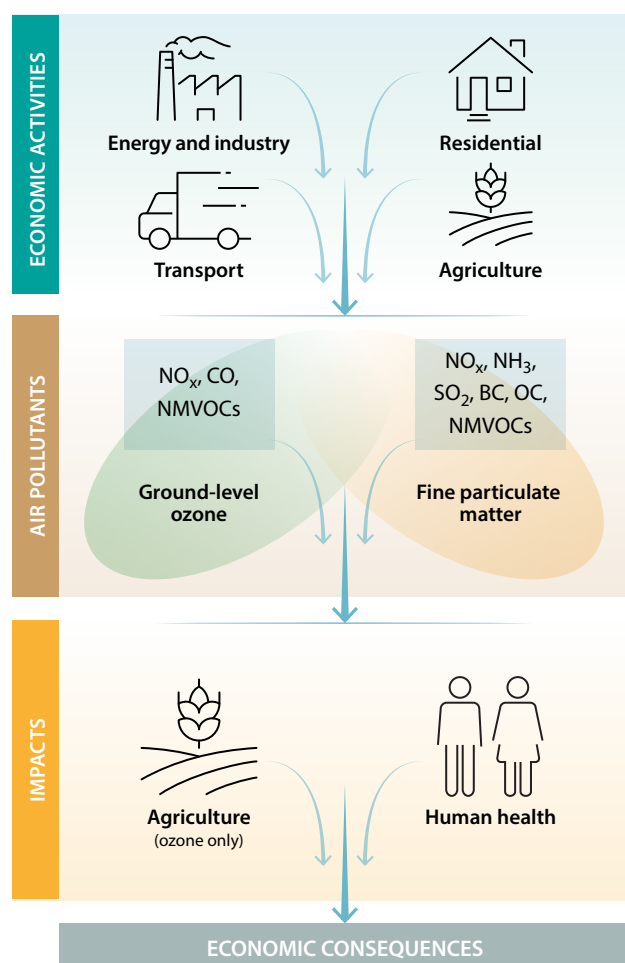 ECONOMIC ACTIVITIES
Energy and industry
Residential
Transport
Agriculture
AIR POLLUTANTS
NOx, CO,
NMVOCs
NOx, NH3,
SO2, BC, OC,
NMVOCs
Ground-level
ozone
Fine particulate
matter
IMPACTS
Agriculture
(ozone only)
Human health
ECONOMIC CONSEQUENCES